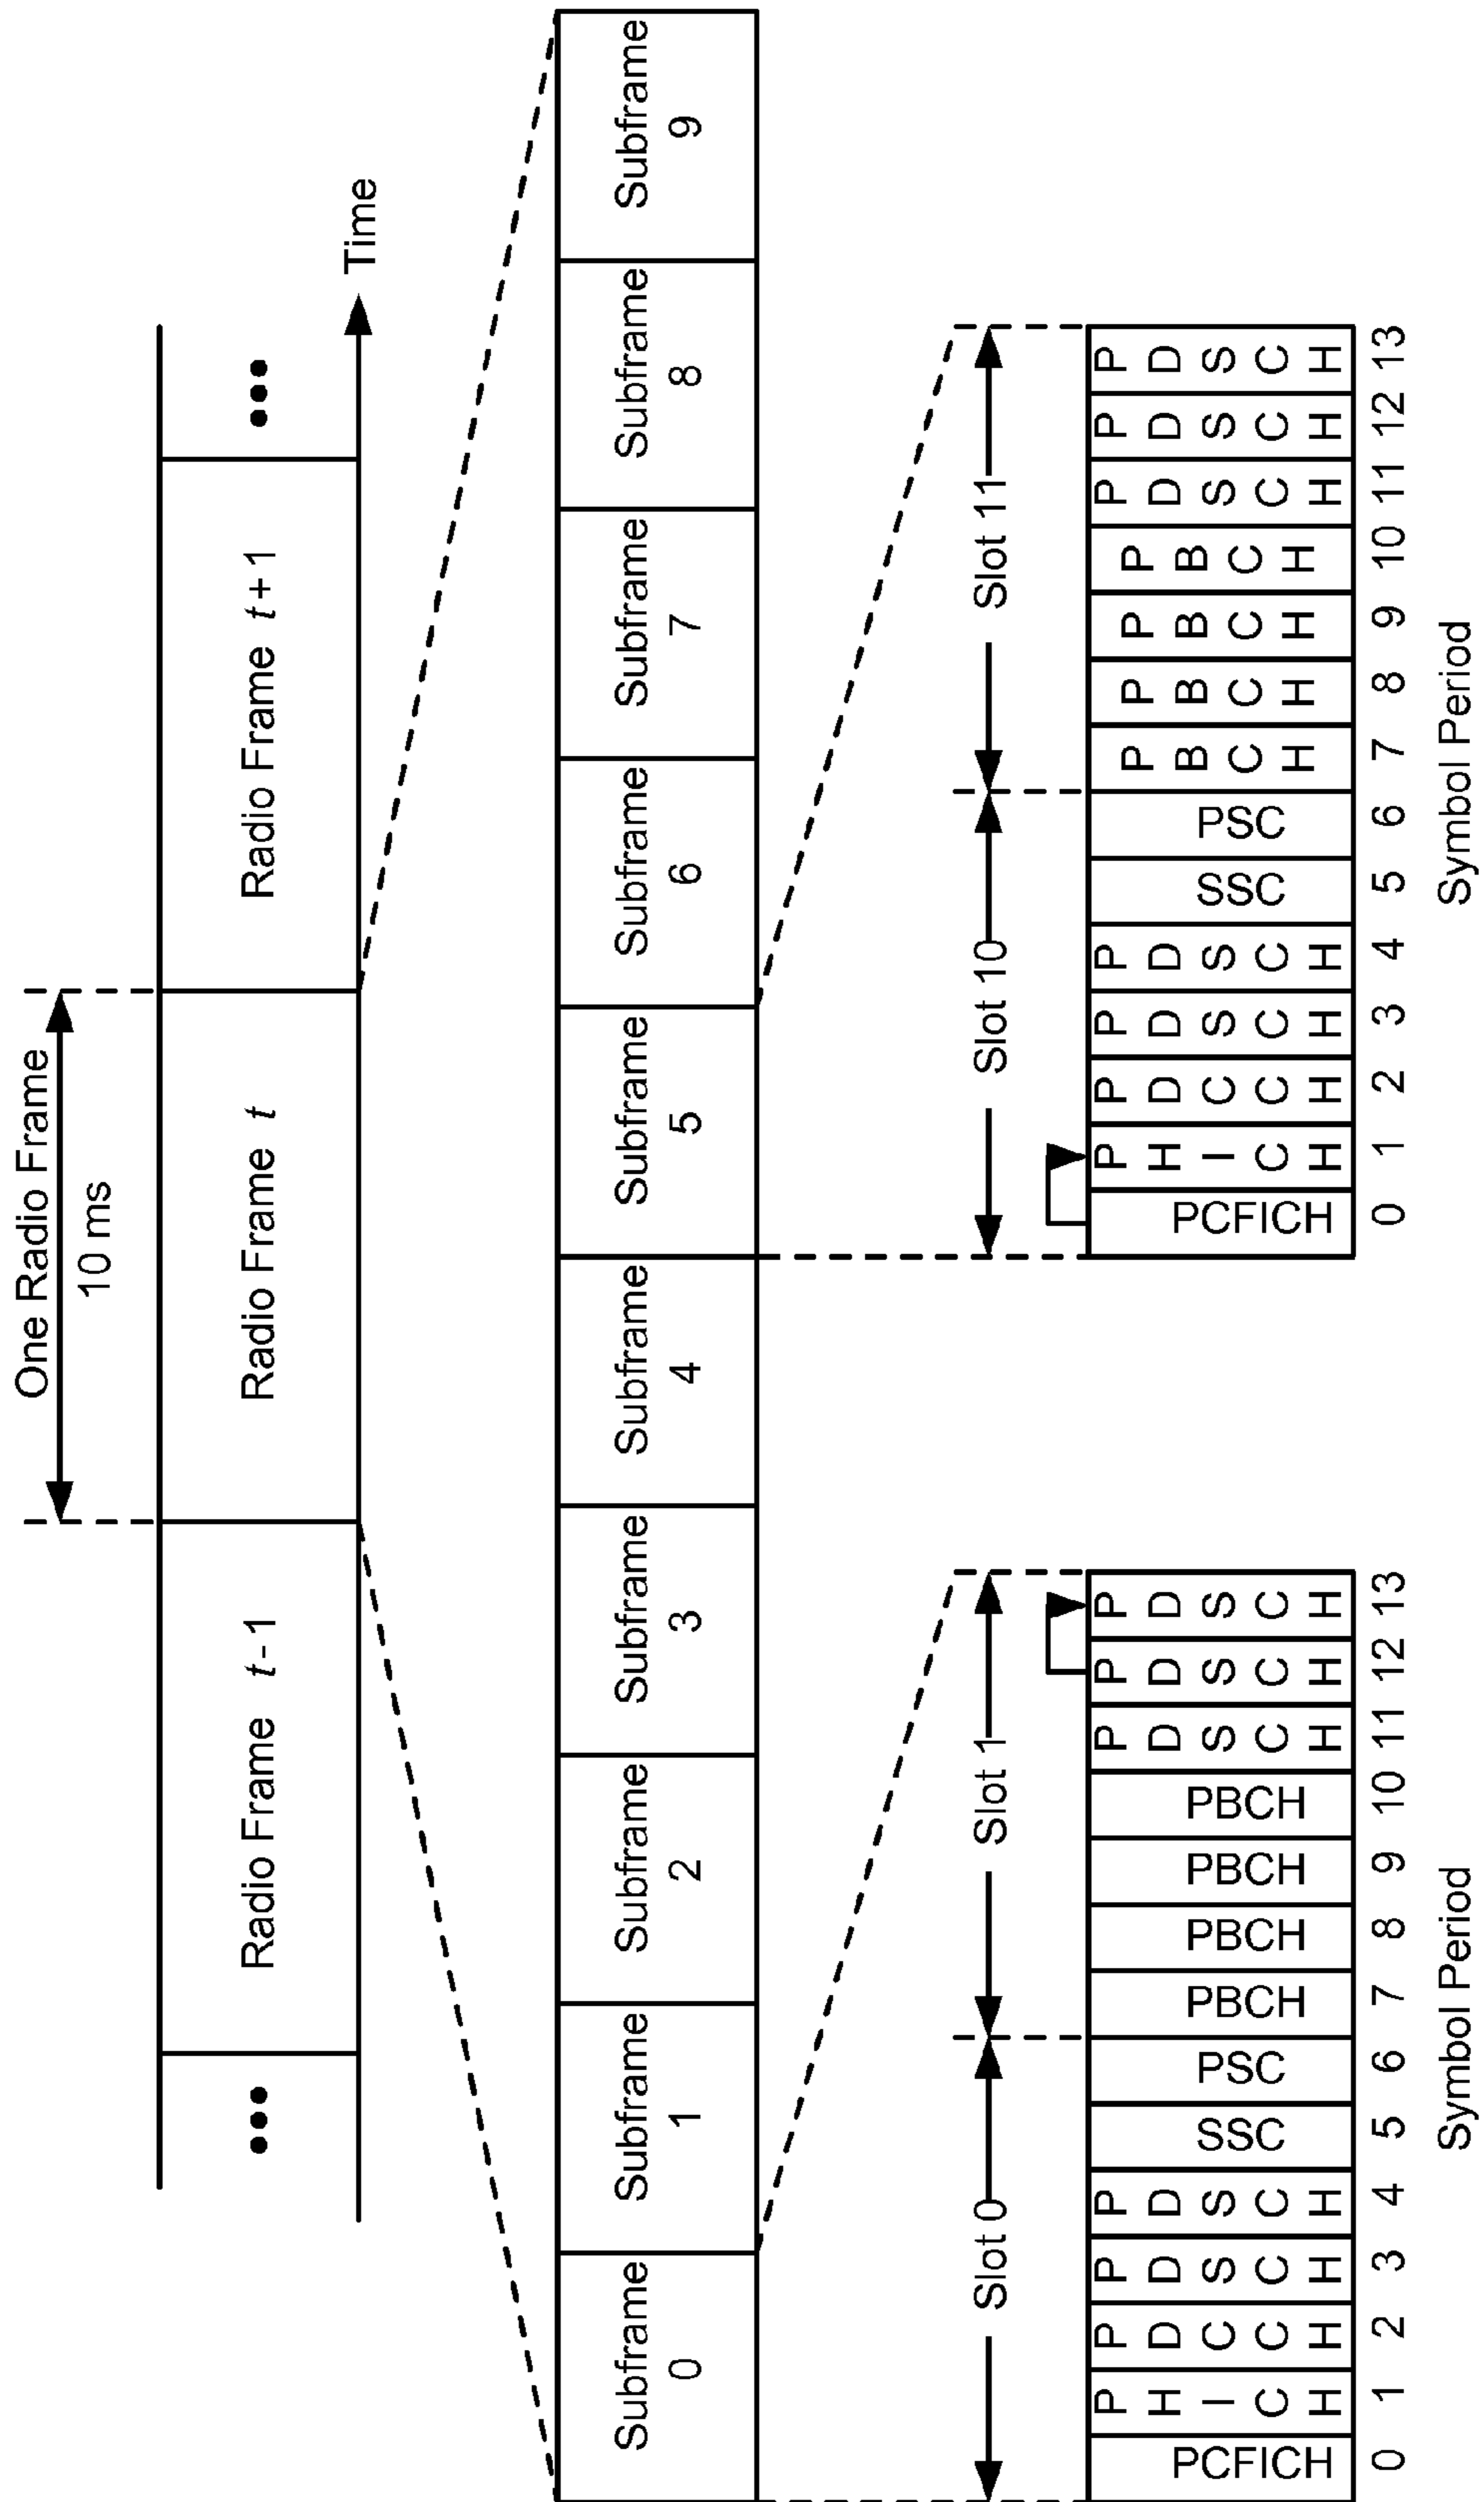 One Radio Frame
10 ms
Radio Frame t-1
Radio Frame t
Radio Frame t+1
Time
Subframe
0
Subframe
1
Subframe
2
Subframe
3
Subframe
4
Subframe
5
Subframe
6
Subframe
7
Subframe
8
Subframe
9
Slot 0
Slot 1
PCFICH
PHICH
PDCCH
PDSCH
PDSCH
SSC
PSC
PBCH
PBCH
PBCH
PBCH
PDSCH
PDSCH
PDSCH
0 1 2 3 4 5 6 7 8 9 10 11 12 13
Symbol Period
Slot 10
Slot 11
PCFICH
PHICH
PDCCH
PDSCH
PDSCH
SSC
PSC
PBCH
PBCH
PBCH
PBCH
PDSCH
PDSCH
PDSCH
0 1 2 3 4 5 6 7 8 9 10 11 12 13
Symbol Period